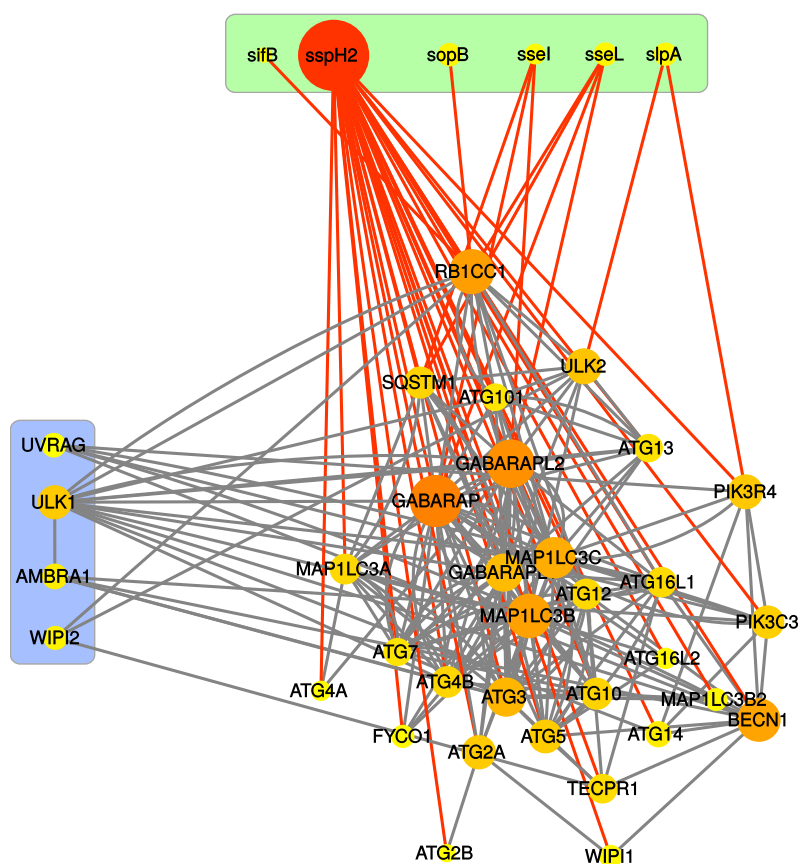 sifB
sspH2
sopB
sseI
sseL
slpA
RB1CC1
ULK2
SQSTM1
ATG101
UVRAG
ATG13
GABARAPL2
ULK1
GABARAP
PIK3R4
MAP1LC3C
MAP1LC3A
GABARAPL
AMBRA1
ATG16L1
ATG12
MAP1LC3B
PIK3C3
WIPI2
ATG7
ATG16L2
ATG4B
ATG4A
ATG3
ATG10
MAP1LC3B2
BECN1
FYCO1
ATG5
ATG14
ATG2A
TECPR1
ATG2B
WIPI1